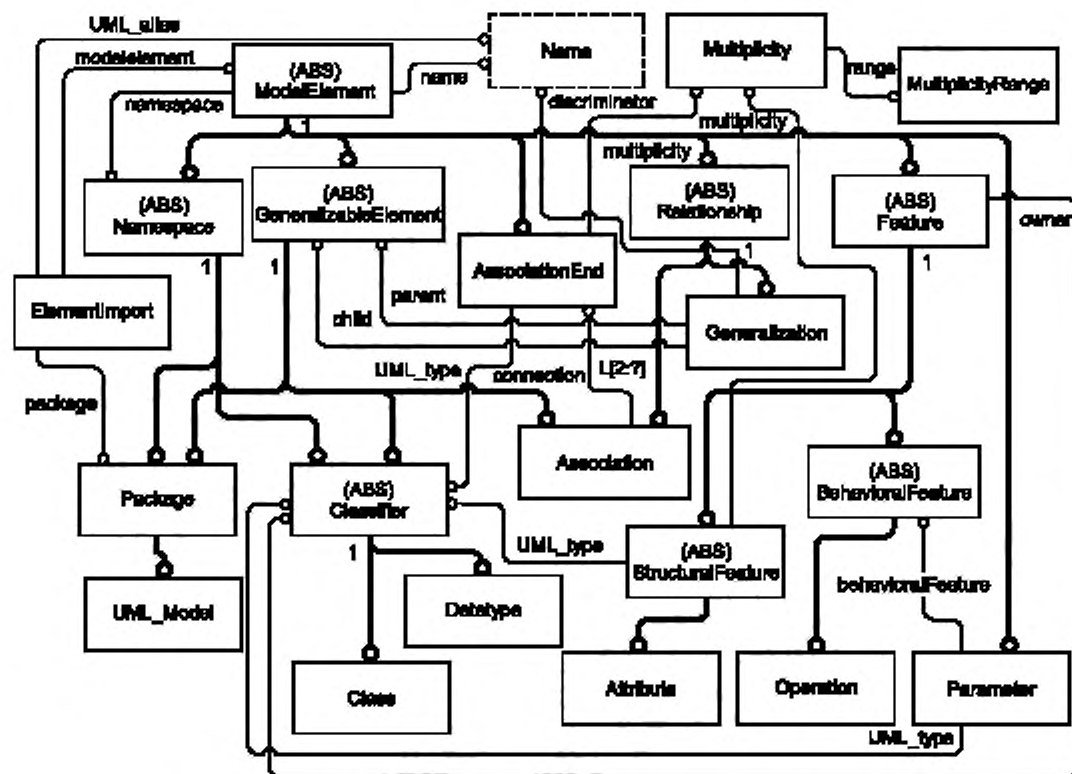 UML_alias
modelelement
(ABS)
ModelElement
name
namespace
Name
Multiplicity
range
MultiplicityRange
discriminator
multiplicity
1
multiplicity
(ABS)
Namespace
(ABS)
GeneralizableElement
(ABS)
Relationship
(ABS)
Feature
owner
1
1
1
1
AssociationEnd
ElementImport
parent
child
Generalization
UML_type
connection
L[2:?]
package
Package
(ABS)
Classifier
Association
(ABS)
BehavioralFeature
1
UML_type
(ABS)
StructuralFeature
behavioralFeature
UML_Model
Datatype
Class
Attribute
Operation
Parameter
UML_type